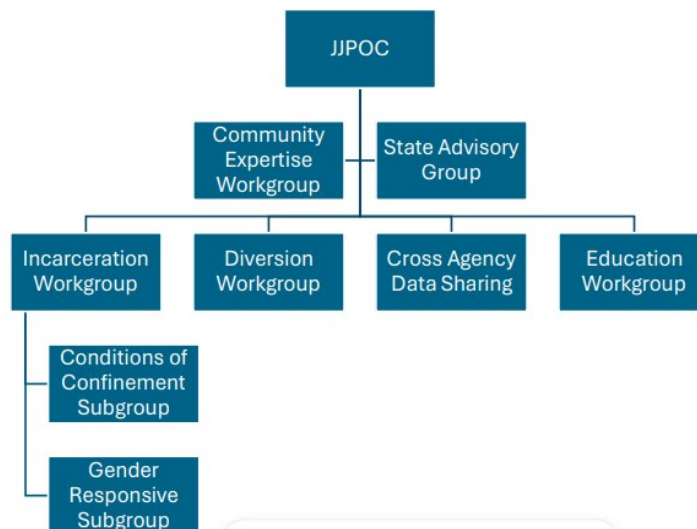 JJPOC
Community
Expertise
Workgroup
State Advisory
Group
Incarceration
Workgroup
Diversion
Workgroup
Cross Agency
Data Sharing
Education
Workgroup
Conditions of
Confinement
Subgroup
Gender
Responsive
Subgroup